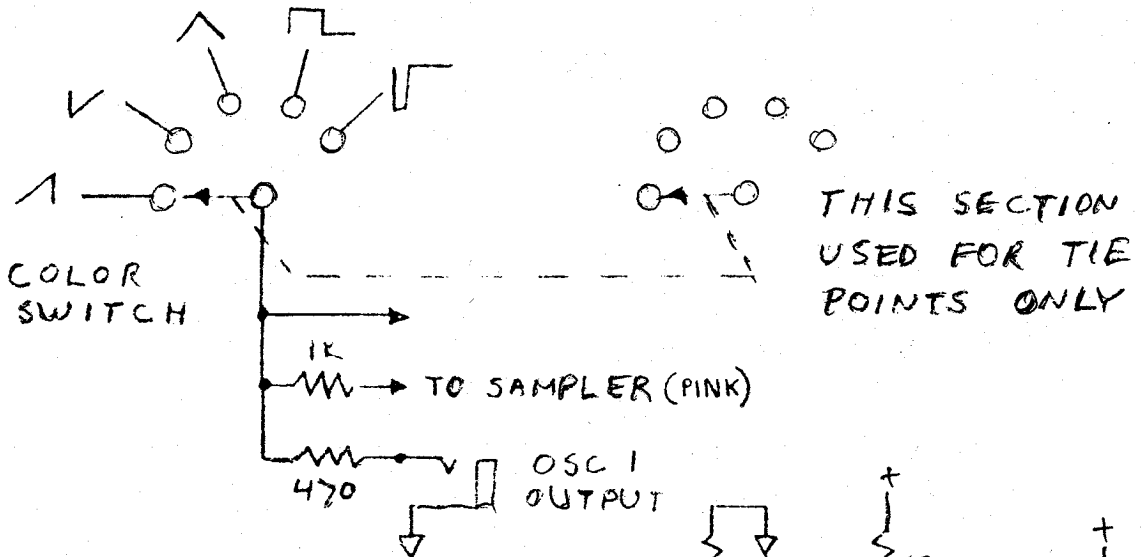 THIS SECTION
USED FOR TIE
POINTS ONLY
COLOR
SWITCH
1K
TO SAMPLER (PINK)
470
OSC 1
OUTPUT
+
+